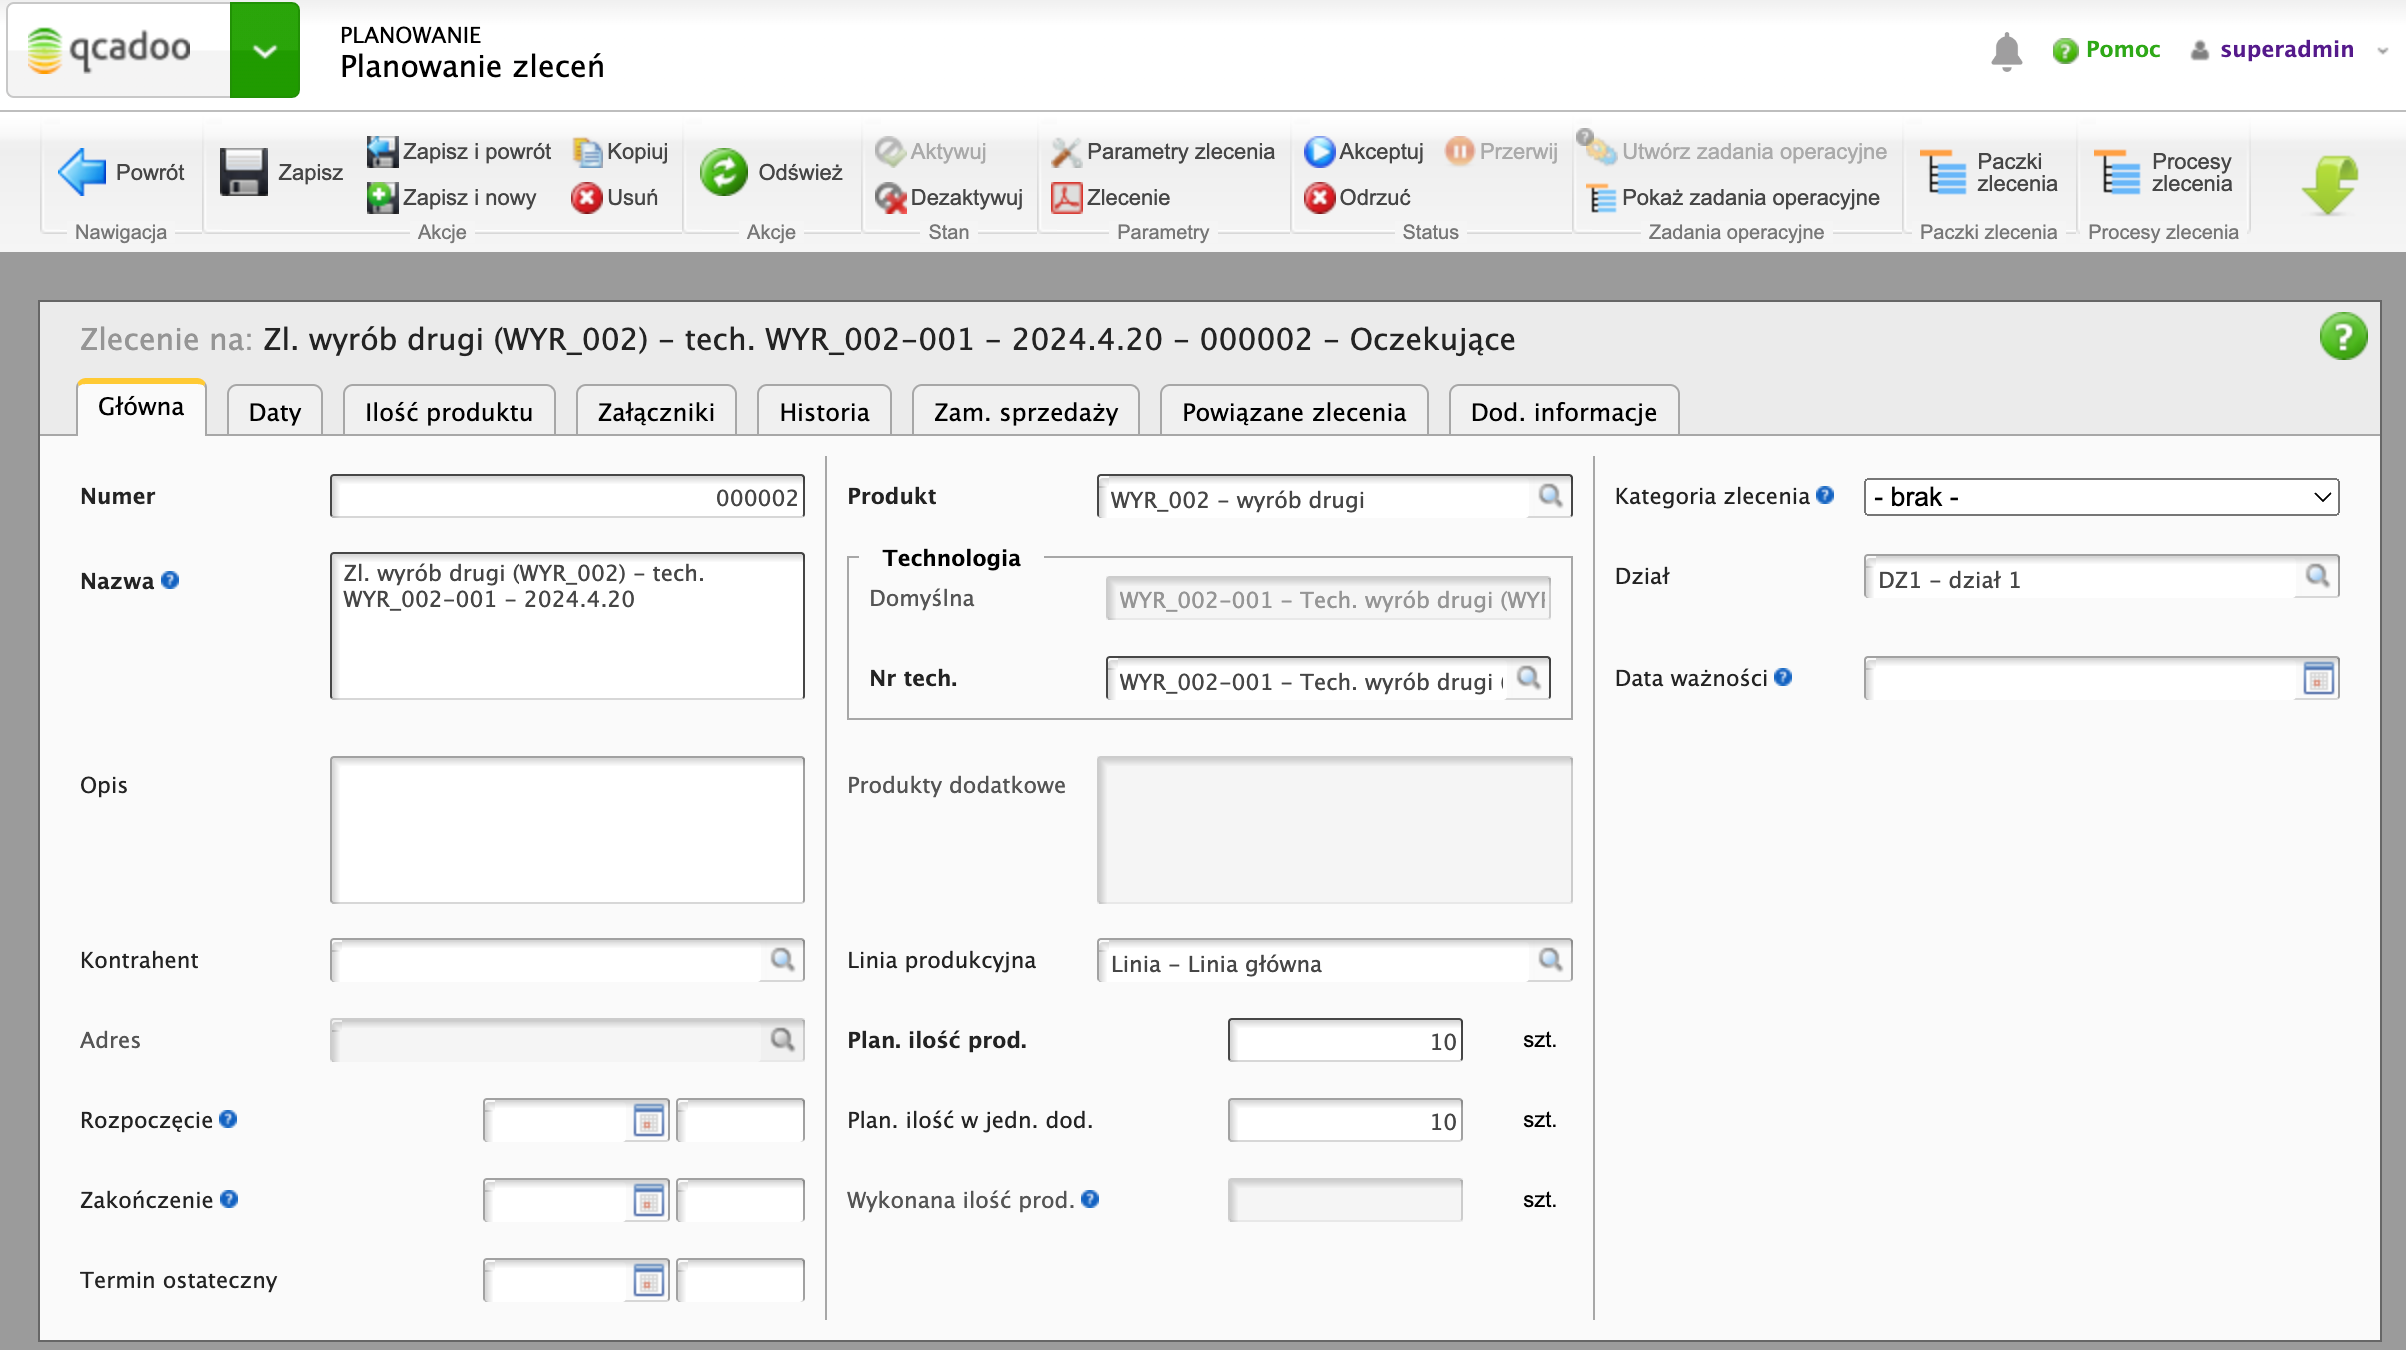 qcadoo
PLANOWANIE
Planowanie zleceń
Pomoc
superadmin
Powrót
Nawigacja
Zapisz
Zapisz i powrót
Kopiuj
Zapisz i nowy
Usuń
Akcje
Odśwież
Akcje
Aktywuj
Dezaktywuj
Stan
Parametry zlecenia
Zlecenie
Parametry
Akceptuj
Przerwij
Odrzuć
Status
Utwórz zadania operacyjne
Pokaż zadania operacyjne
Zadania operacyjne
Paczki
zlecenia
Paczki zlecenia
Procesy
zlecenia
Procesy zlecenia
Zlecenie na: Zl. wyrób drugi (WYR_002) - tech. WYR_002-001 - 2024.4.20 - 000002 - Oczekujące
Główna
Daty
Ilość produktu
Załączniki
Historia
Zam. sprzedaży
Powiązane zlecenia
Dod. informacje
Numer
000002
Nazwa
Zl. wyrób drugi (WYR_002) - tech.
WYR_002-001 - 2024.4.20
Opis
Kontrahent
Adres
Rozpoczęcie
Zakończenie
Termin ostateczny
Produkt
WYR_002 - wyrób drugi
Technologia
Domyślna
WYR_002-001 - Tech. wyrób drugi (WYR
Nr tech.
WYR_002-001 - Tech. wyrób drugi (
Produkty dodatkowe
Linia produkcyjna
Linia - Linia główna
Plan. ilość prod.
10
szt.
Plan. ilość w jedn. dod.
10
szt.
Wykonana ilość prod.
szt.
Kategoria zlecenia
- brak -
Dział
DZ1 - dział 1
Data ważności